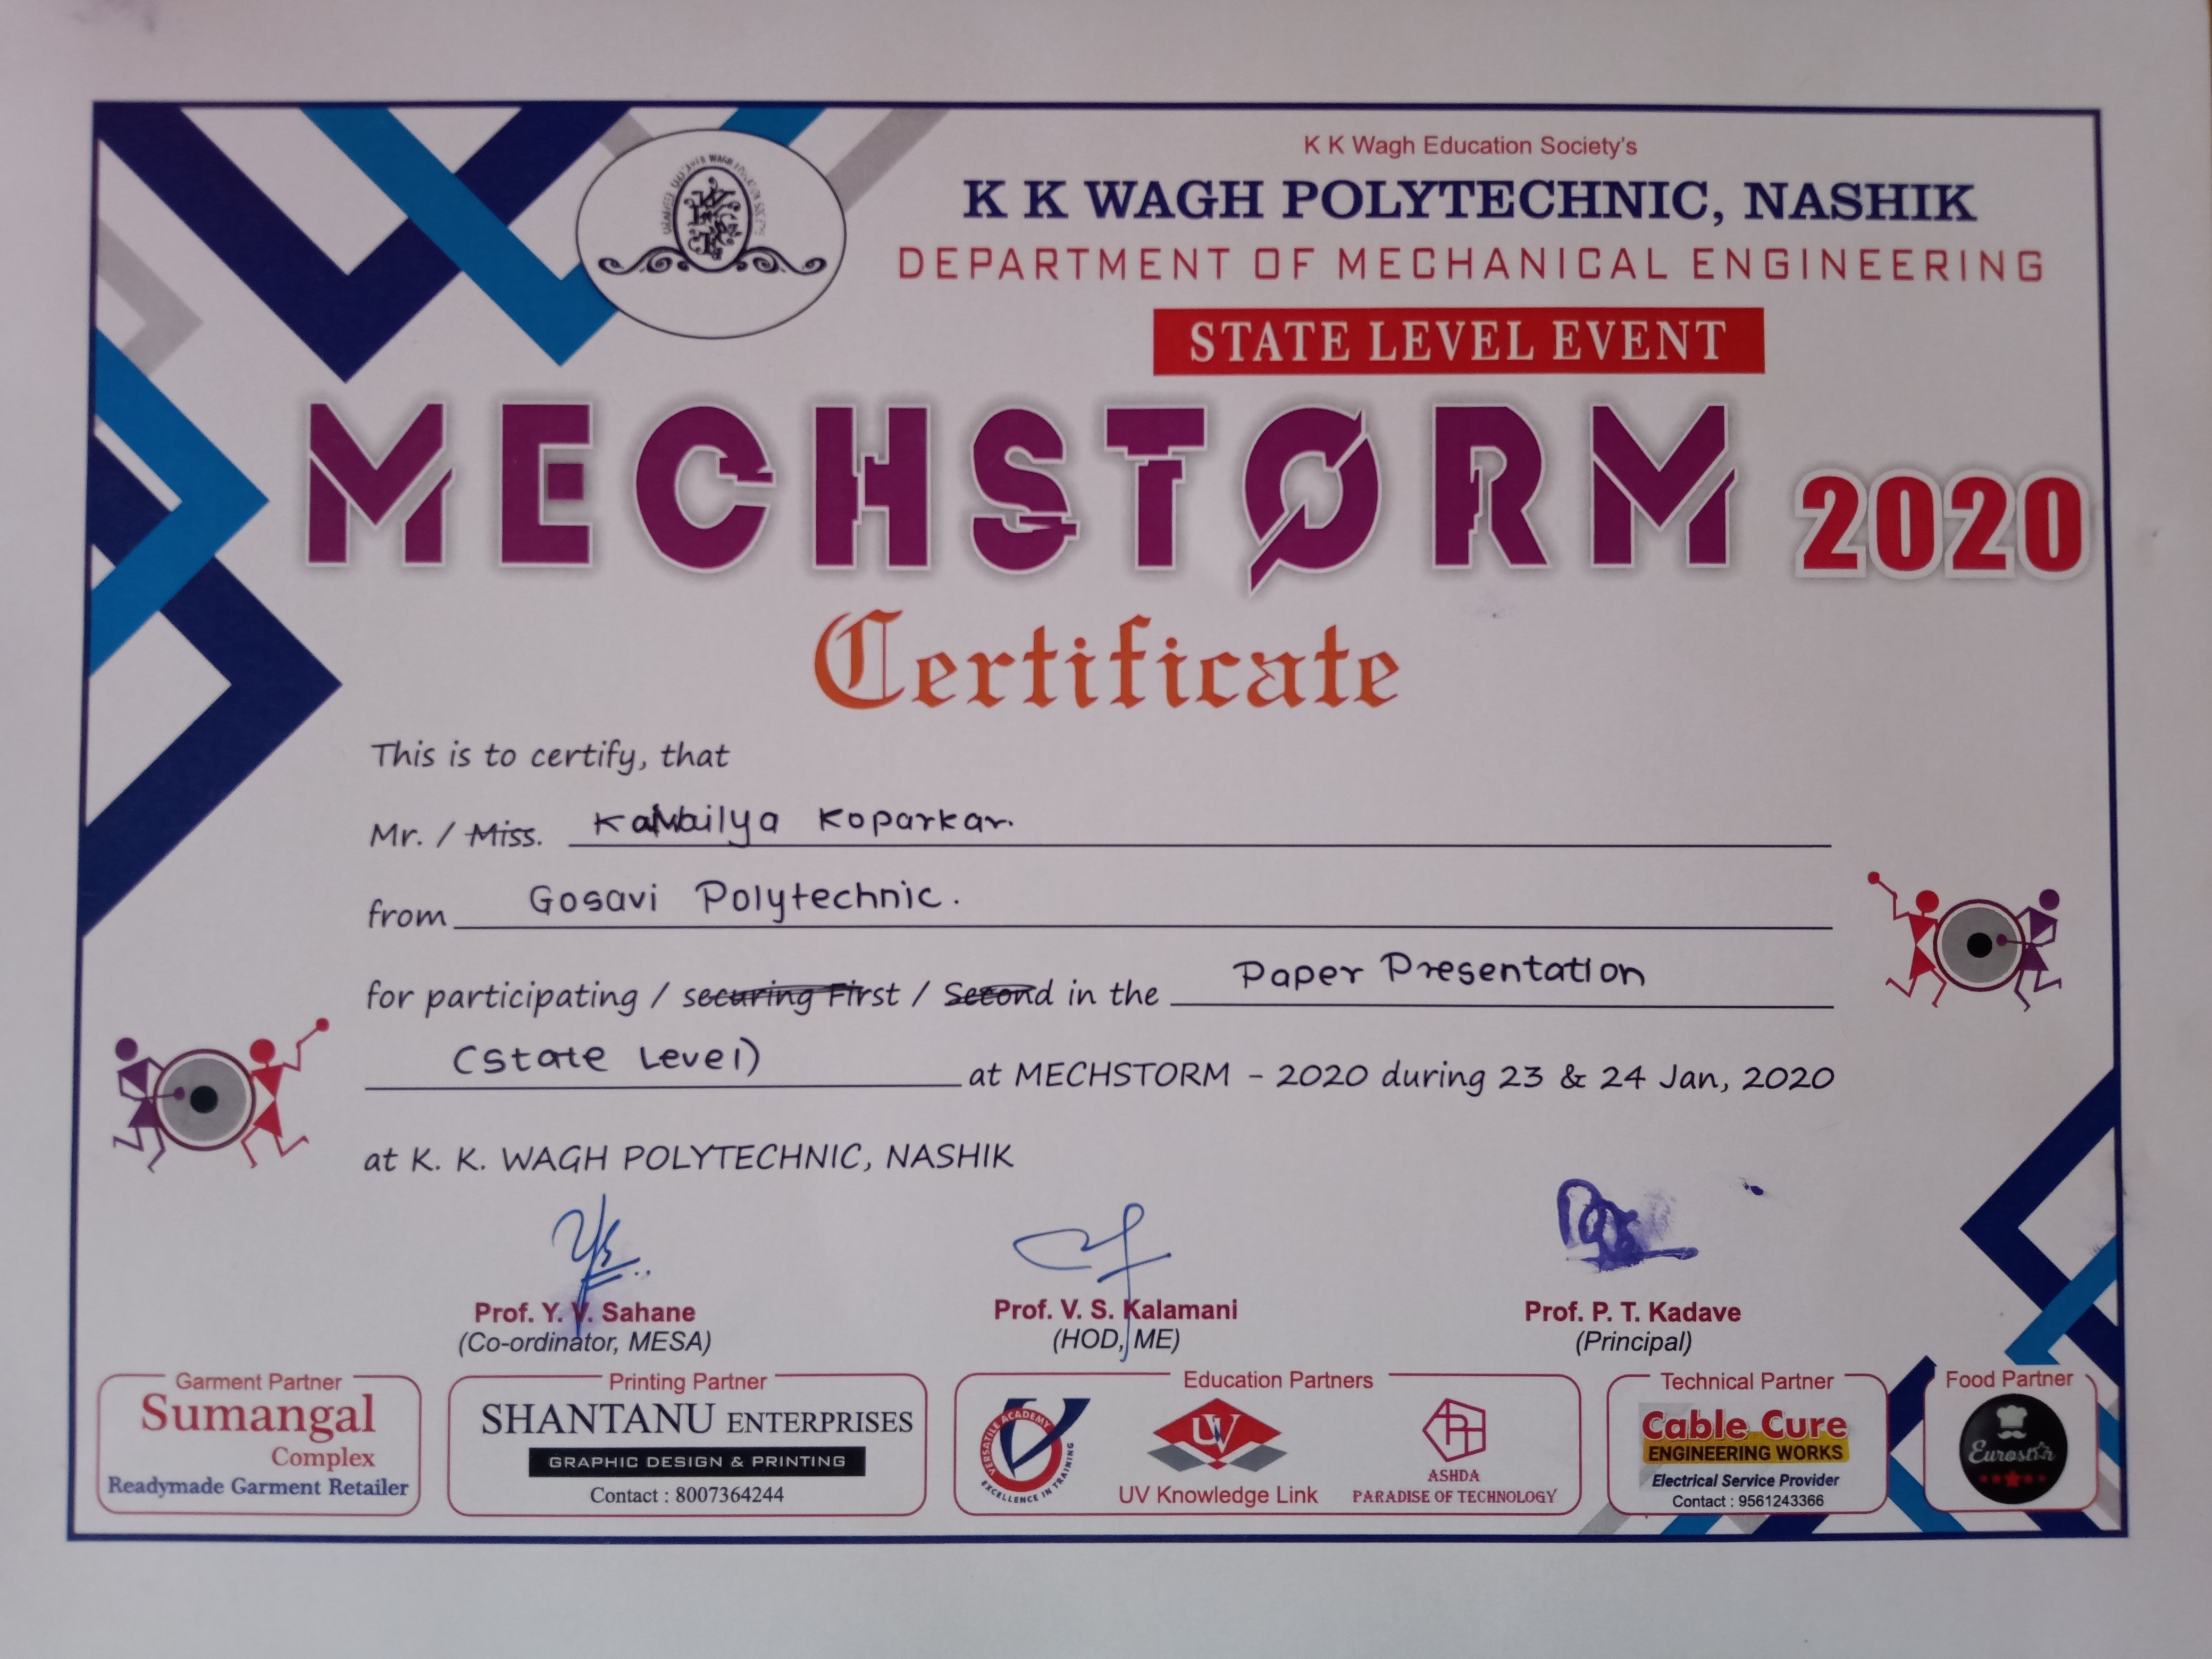 K K Wagh Education Society's
K K WAGH POLYTECHNIC, NASHIK
DEPARTMENT OF MECHANICAL ENGINEERING
STATE LEVEL EVENT
MECHSTORM 2020
Certificate
This is to certify, that
Mr. / Miss. Koparkar.
from Gosavi Polytechnic.
for participating / securing First / Second in the Paper Presentation
(State Level) at MECHSTORM - 2020 during 23 & 24 Jan, 2020
at K. K. WAGH POLYTECHNIC, NASHIK
Prof. Y. V. Sahane Prof. V. S. Kalamani Prof. P. T. Kadave
(Co-ordinator, MESA) (HOD, ME) (Principal)
Garment Partner
Sumangal
Complex
Readymade Garment Retailer
Printing Partner
SHANTANU ENTERPRISES
GRAPHIC DESIGN & PRINTING
Contact : 8007364244
Education Partners
VERSATILE ACADEMY
EXCELLENCE IN TRAINING
UV
UV Knowledge Link
ASHDA
PARADISE OF TECHNOLOGY
Technical Partner
Cable Cure
ENGINEERING WORKS
Electrical Service Provider
Contact : 9561243366
Food Partner
Eurostar